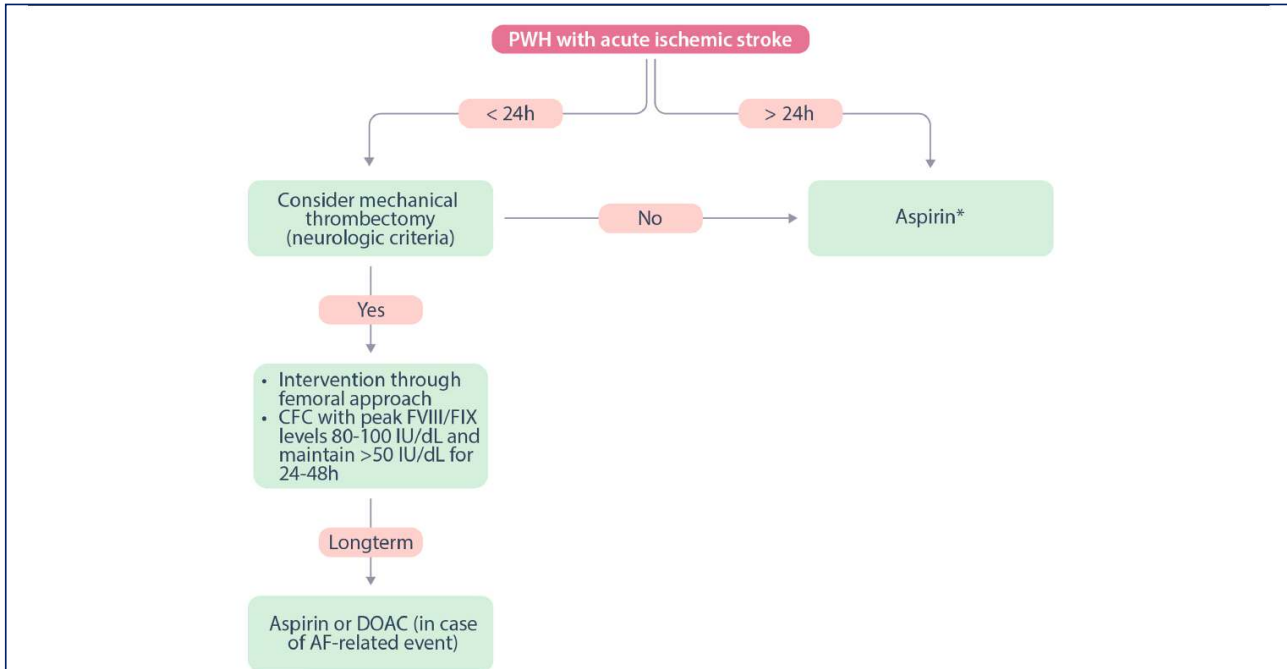 PWH with acute ischemic stroke
< 24h
> 24h
Consider mechanical
thrombectomy
(neurologic criteria)
No
Aspirin*
Yes
• Intervention through
femoral approach
• CFC with peak FVIII/FIX
levels 80-100 IU/dL and
maintain >50 IU/dL for
24-48h
Longterm
Aspirin or DOAC (in case
of AF-related event)